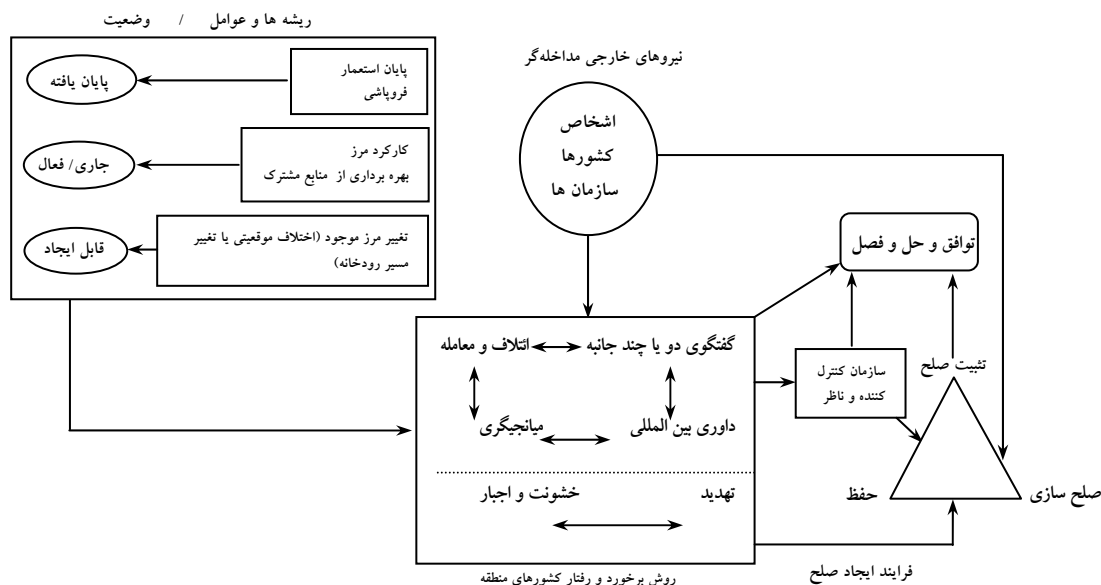 ریشه ها و عوامل / وضعیت
پایان استعمار
فروپاشی
پایان یافته
کارکرد مرز
بهره برداری از منابع مشترک
جاری/ فعال
تغییر مرز موجود (اختلاف موقعیتی یا تغییر
مسیر رودخانه)
قابل ایجاد
نیروهای خارجی مداخله‌گر
اشخاص
کشورها
سازمان ها
توافق و حل و فصل
گفتگوی دو یا چند جانبه
ائتلاف و معامله
داوری بین المللی
میانجیگری
تهدید
خشونت و اجبار
روش برخورد و رفتار کشورهای منطقه
سازمان کنترل
کننده و ناظر
تثبیت صلح
صلح سازی
حفظ
فرایند ایجاد صلح